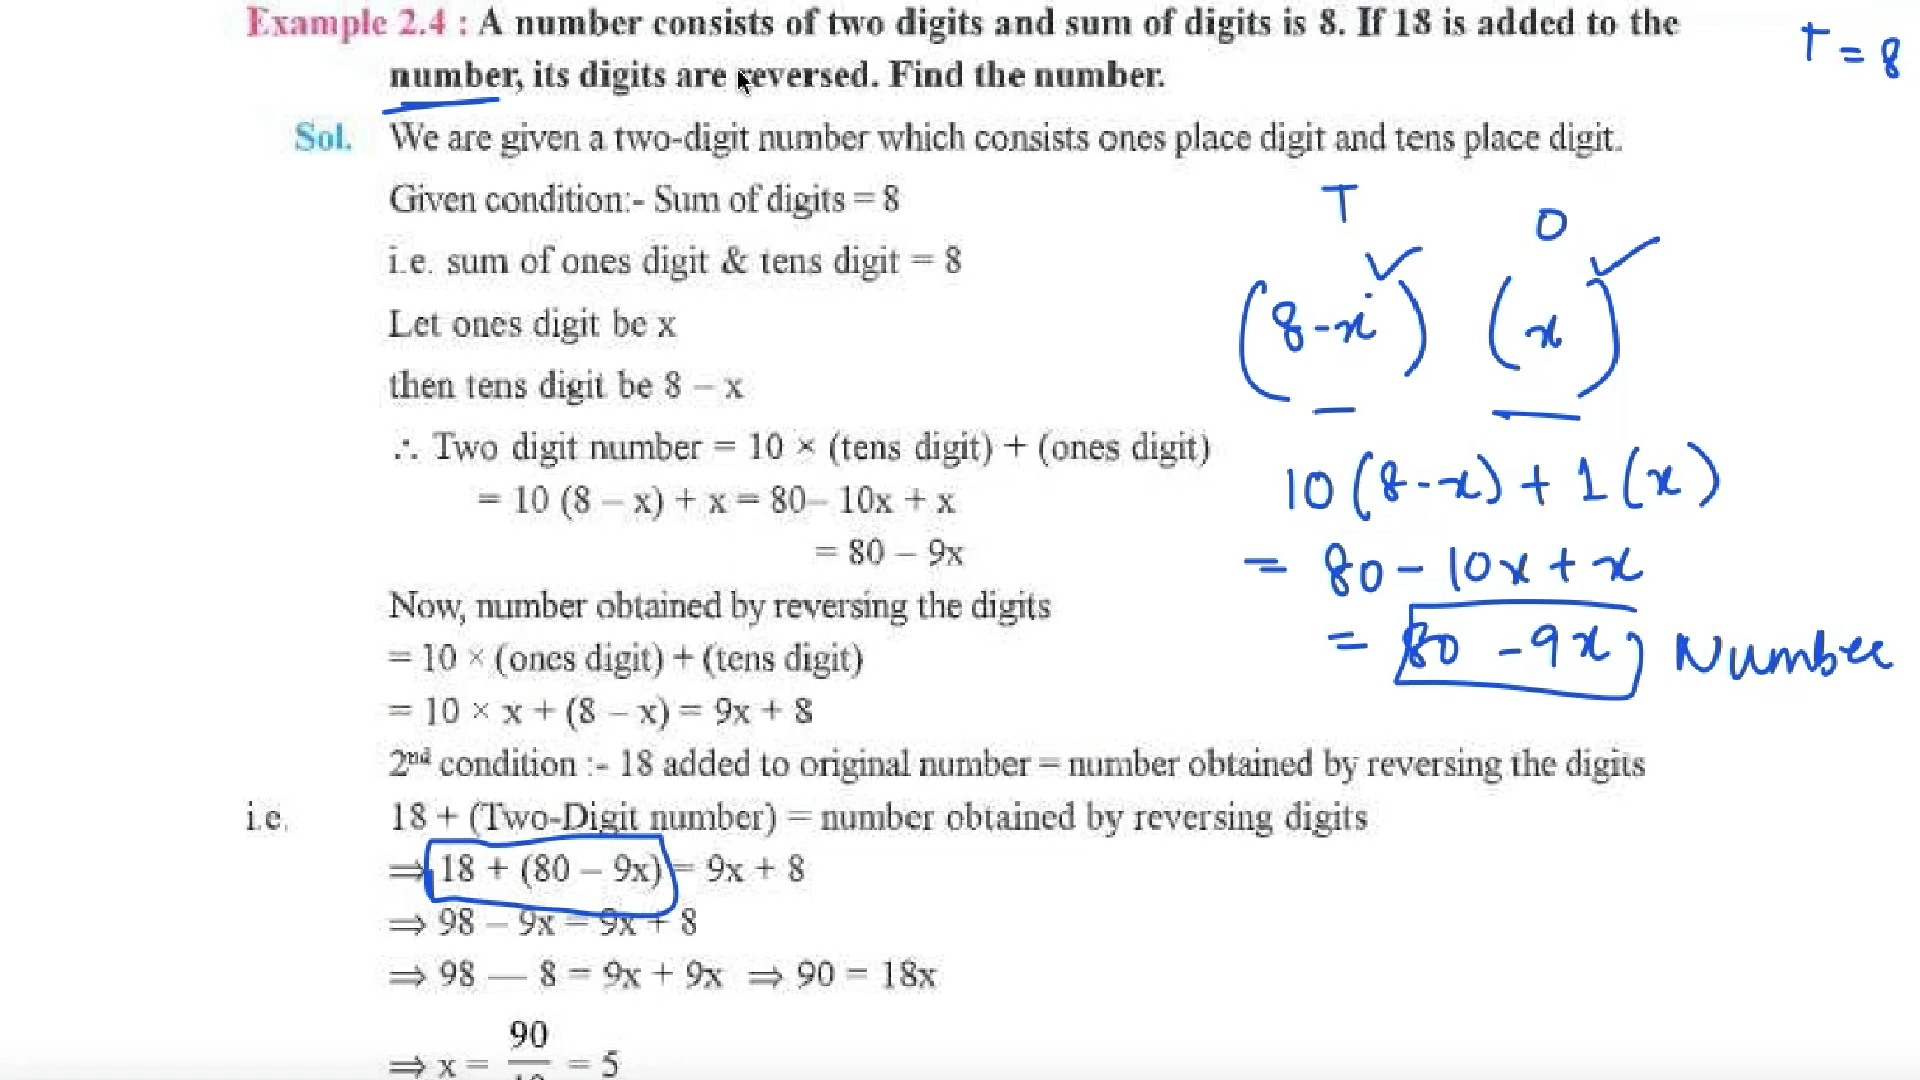 Example 2.4 : A number consists of two digits and sum of digits is 8. If 18 is added to the
number, its digits are reversed. Find the number.
T = 8
Sol. We are given a two-digit number which consists ones place digit and tens place digit.
Given condition:- Sum of digits = 8
i.e. sum of ones digit & tens digit = 8
Let ones digit be x
then tens digit be 8 – x
∴ Two digit number = 10 × (tens digit) + (ones digit)
= 10 (8 – x) + x = 80– 10x + x
= 80 – 9x
Now, number obtained by reversing the digits
= 10 × (ones digit) + (tens digit)
= 10 × x + (8 – x) = 9x + 8
2nd condition :- 18 added to original number = number obtained by reversing the digits
i.e. 18 + (Two-Digit number) = number obtained by reversing digits
⇒ 18 + (80 – 9x) = 9x + 8
⇒ 98 – 9x = 9x + 8
⇒ 98 — 8 = 9x + 9x ⇒ 90 = 18x
90
⇒ x = = 5
T O
(8-x) (x)
10(8-x) + 1(x)
= 80 - 10x + x
= 80 - 9x Number